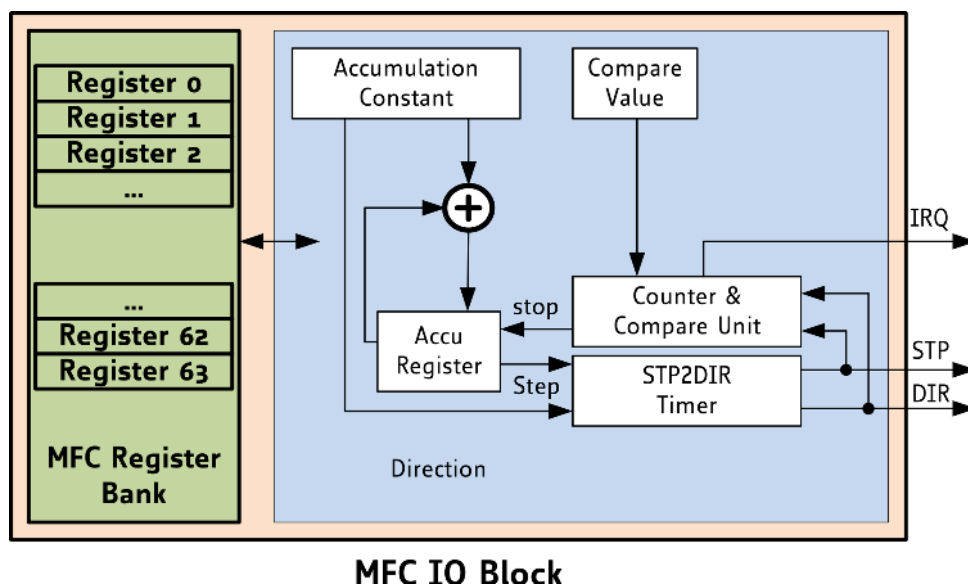 Register 0
Register 1
Register 2
...
...
Register 62
Register 63
MFC Register
Bank
Accumulation
Constant
Compare
Value
+
IRQ
stop
Counter &
Compare Unit
Accu
Register
Step
STP2DIR
Timer
STP
DIR
Direction
MFC IO Block